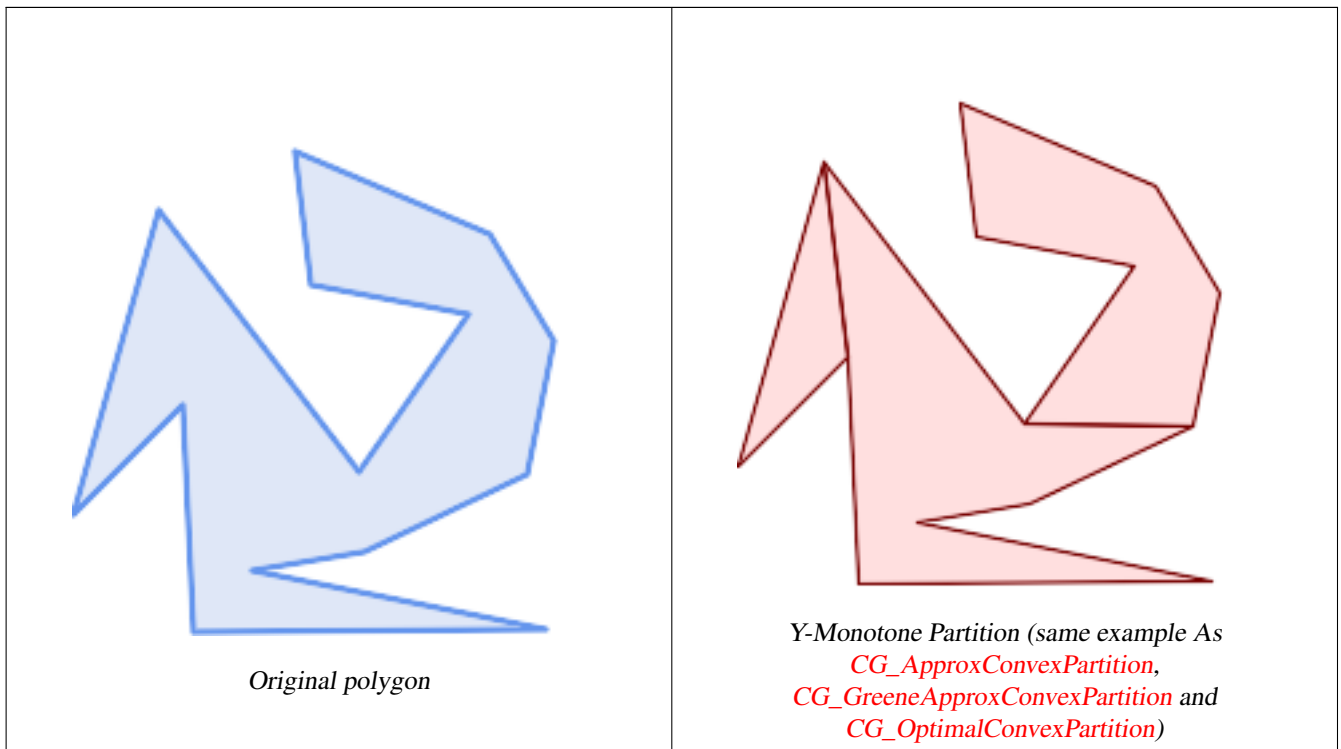 Original polygon
Y-Monotone Partition (same example As
CG_ApproxConvexPartition,
CG_GreeneApproxConvexPartition and
CG_OptimalConvexPartition)